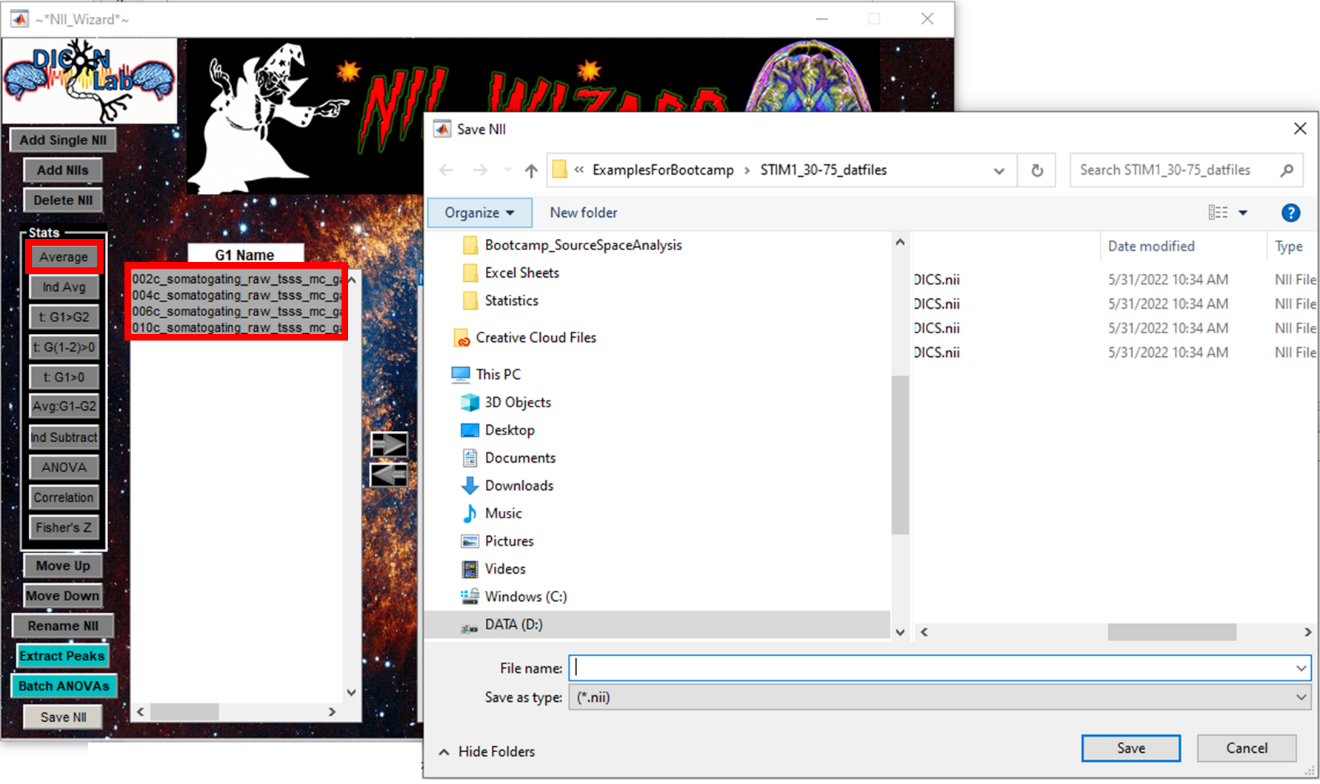 ~*NII_Wizard*~
DICON
Lab
NII WIZARD
Add Single NII
Add NIIs
Delete NII
Stats
Average
Ind Avg
t: G1>G2
t: G(1-2)>0
t: G1>0
Avg:G1-G2
Ind Subtract
ANOVA
Correlation
Fisher's Z
Move Up
Move Down
Rename NII
Extract Peaks
Batch ANOVAs
Save NII
G1 Name
002c_somatogating_raw_tsss_mc_ga
004c_somatogating_raw_tsss_mc_ga
006c_somatogating_raw_tsss_mc_ga
010c_somatogating_raw_tsss_mc_ga
Save NII
« ExamplesForBootcamp › STIM1_30-75_datfiles
Search STIM1_30-75_datfiles
Organize
New folder
?
Bootcamp_SourceSpaceAnalysis
Excel Sheets
Statistics
Creative Cloud Files
This PC
3D Objects
Desktop
Documents
Downloads
Music
Pictures
Videos
Windows (C:)
DATA (D:)
Date modified Type
DICS.nii 5/31/2022 10:34 AM NII File
DICS.nii 5/31/2022 10:34 AM NII File
DICS.nii 5/31/2022 10:34 AM NII File
DICS.nii 5/31/2022 10:34 AM NII File
File name:
Save as type: (*.nii)
Hide Folders
Save
Cancel